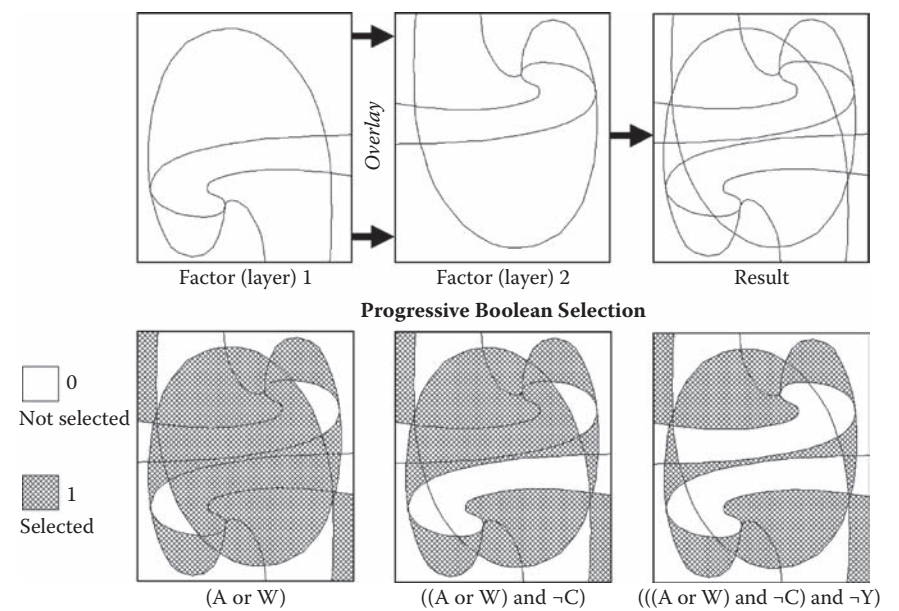 Overlay
Factor (layer) 1
Factor (layer) 2
Result
Progressive Boolean Selection
0
Not selected
1
Selected
(A or W)
((A or W) and ¬C)
(((A or W) and ¬C) and ¬Y)